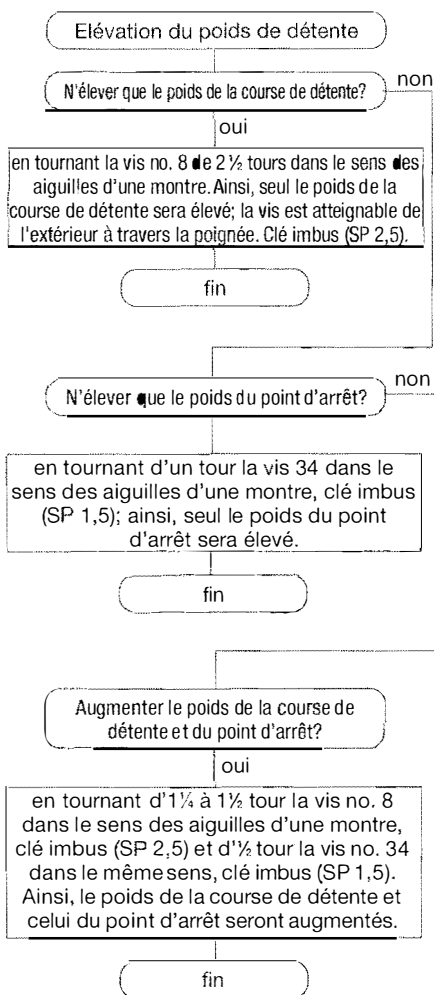 Elévation du poids de détente
N'élever que le poids de la course de détente?
non
oui
en tournant la vis no. 8 de 2½ tours dans le sens des
aiguilles d'une montre. Ainsi, seul le poids de la
course de détente sera élevé; la vis est atteignable de
l'extérieur à travers la poignée. Clé imbus (SP 2,5).
fin
N'élever que le poids du point d'arrêt?
non
en tournant d'un tour la vis 34 dans le
sens des aiguilles d'une montre, clé imbus
(SP 1,5); ainsi, seul le poids du point
d'arrêt sera élevé.
fin
Augmenter le poids de la course de
détente et du point d'arrêt?
oui
en tournant d'1¼ à 1½ tour la vis no. 8
dans le sens des aiguilles d'une montre,
clé imbus (SP 2,5) et d'½ tour la vis no. 34
dans le même sens, clé imbus (SP 1,5).
Ainsi, le poids de la course de détente et
celui du point d'arrêt seront augmentés.
fin